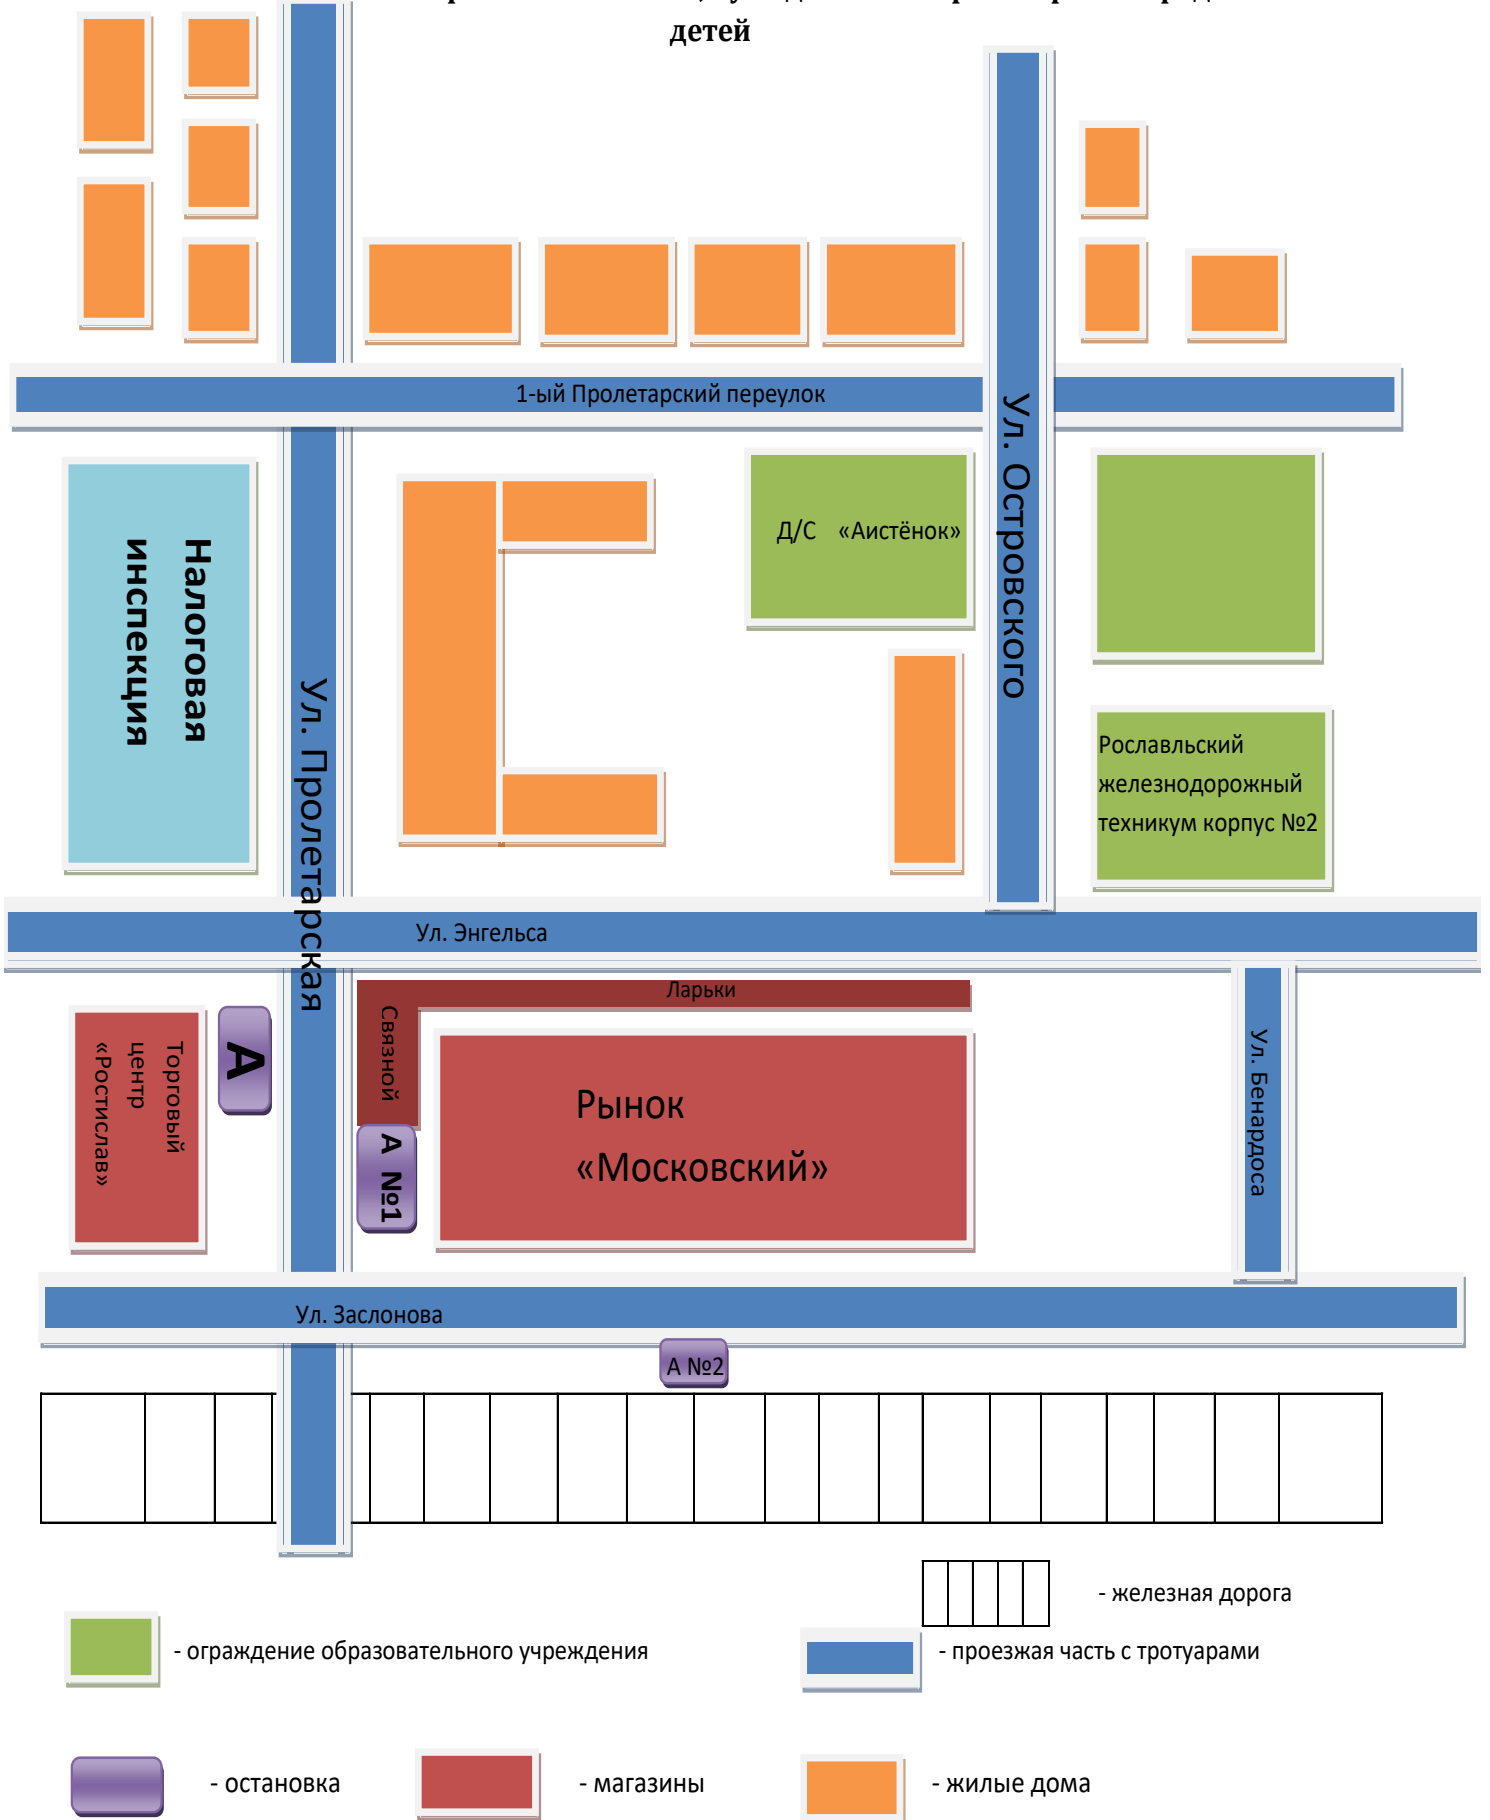 детей
1-ый Пролетарский переулок
Ул. Островского
Д/С «Аистёнок»
Налоговая
инспекция
Ул. Пролетарская
Рославльский
железнодорожный
техникум корпус №2
Ул. Энгельса
Ларьки
Связной
А
Торговый
центр
«Ростислав»
Рынок
«Московский»
А №1
Ул. Бенардоса
Ул. Заслонова
А №2
- железная дорога
- ограждение образовательного учреждения
- проезжая часть с тротуарами
- остановка
- магазины
- жилые дома